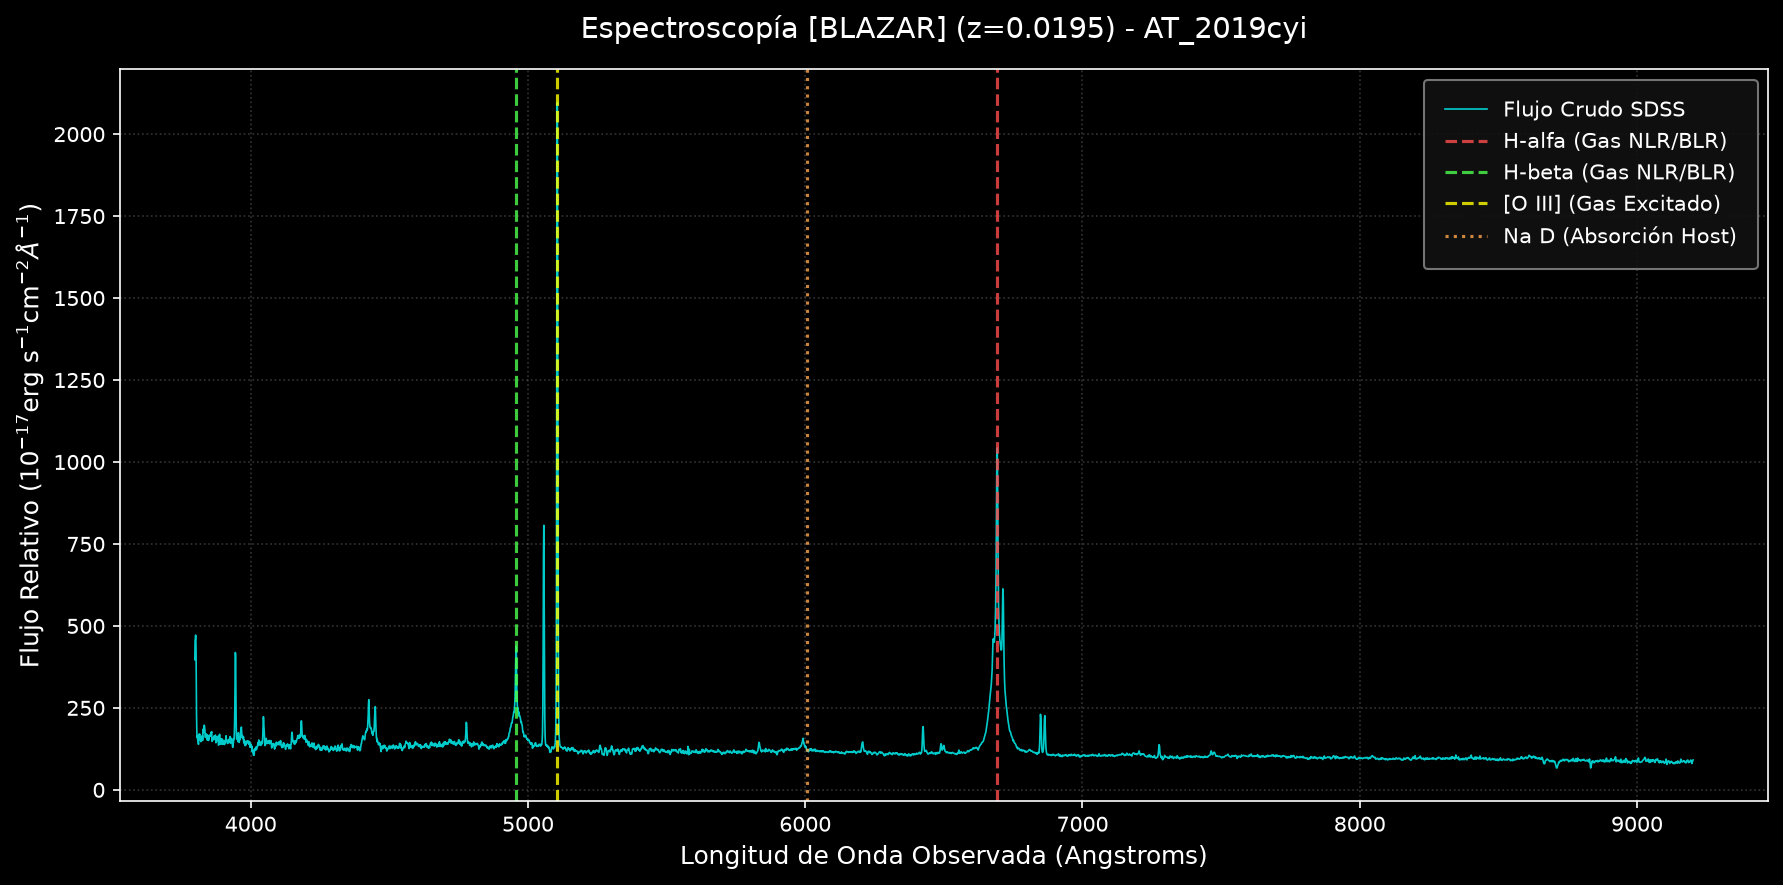 Espectroscopía [BLAZAR] (z=0.0195) - AT_2019cyi
Flujo Crudo SDSS
H-alfa (Gas NLR/BLR)
H-beta (Gas NLR/BLR)
[O III] (Gas Excitado)
Na D (Absorción Host)
Flujo Relativo (10⁻¹⁷erg s⁻¹cm⁻²Å⁻¹)
2000
1750
1500
1250
1000
750
500
250
0
4000 5000 6000 7000 8000 9000
Longitud de Onda Observada (Angstroms)